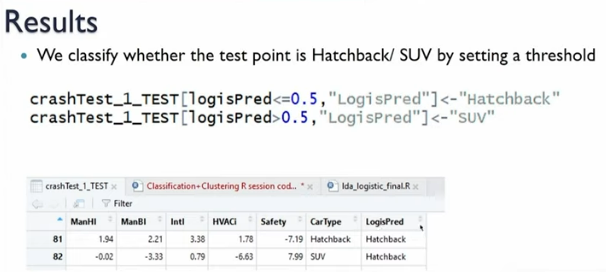 Results
• We classify whether the test point is Hatchback/ SUV by setting a threshold
crashTest_1_TEST[logisPred<=0.5,"LogisPred"]<-"Hatchback"
crashTest_1_TEST[logisPred>0.5,"LogisPred"]<-"SUV"
crashTest_1_TEST Classification+Clustering R session cod... * lda_logistic_final.R
Filter
ManHI ManBI IntI HVACi Safety CarType LogisPred
81 1.94 2.21 3.38 1.78 -7.19 Hatchback Hatchback
82 -0.02 -3.33 0.79 -6.63 7.99 SUV Hatchback